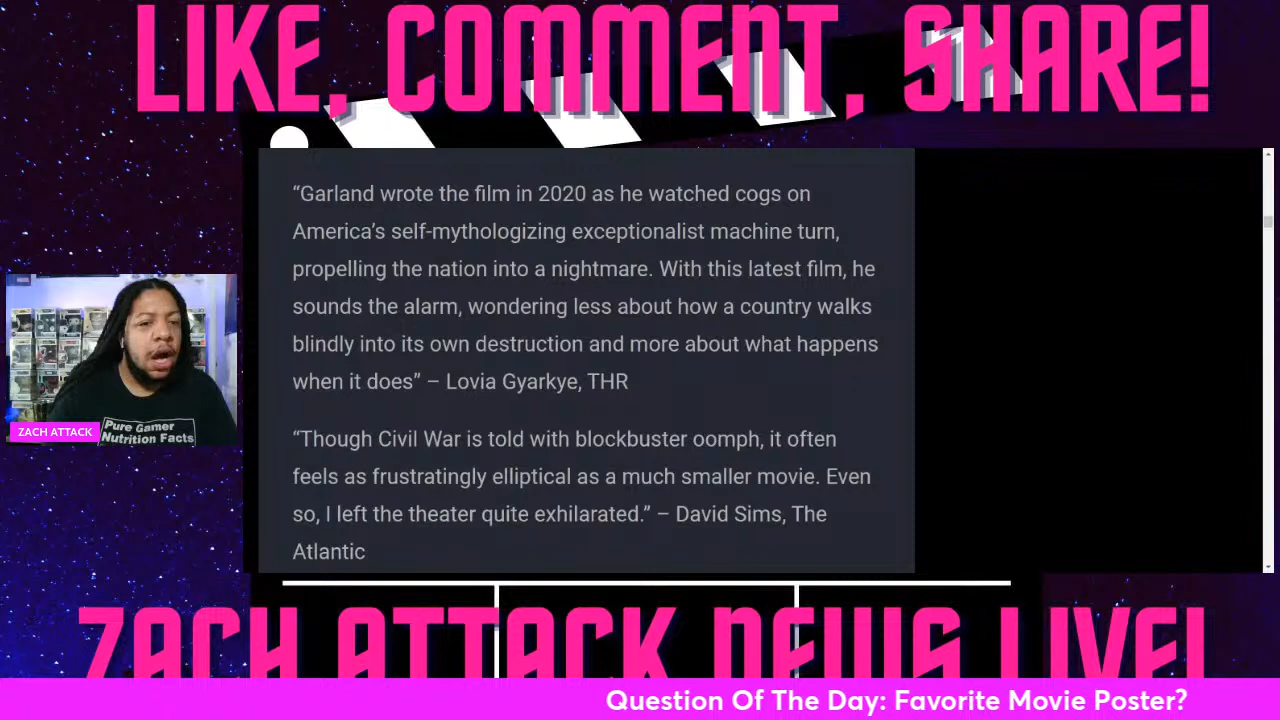 LIKE, COMMENT, SHARE!
“Garland wrote the film in 2020 as he watched cogs on
America’s self-mythologizing exceptionalist machine turn,
propelling the nation into a nightmare. With this latest film, he
sounds the alarm, wondering less about how a country walks
blindly into its own destruction and more about what happens
when it does” – Lovia Gyarkye, THR
“Though Civil War is told with blockbuster oomph, it often
feels as frustratingly elliptical as a much smaller movie. Even
so, I left the theater quite exhilarated.” – David Sims, The
Atlantic
Pure Gamer
Nutrition Facts
ZACH ATTACK
ZACH ATTACK NEWS LIVE!
Question Of The Day: Favorite Movie Poster?